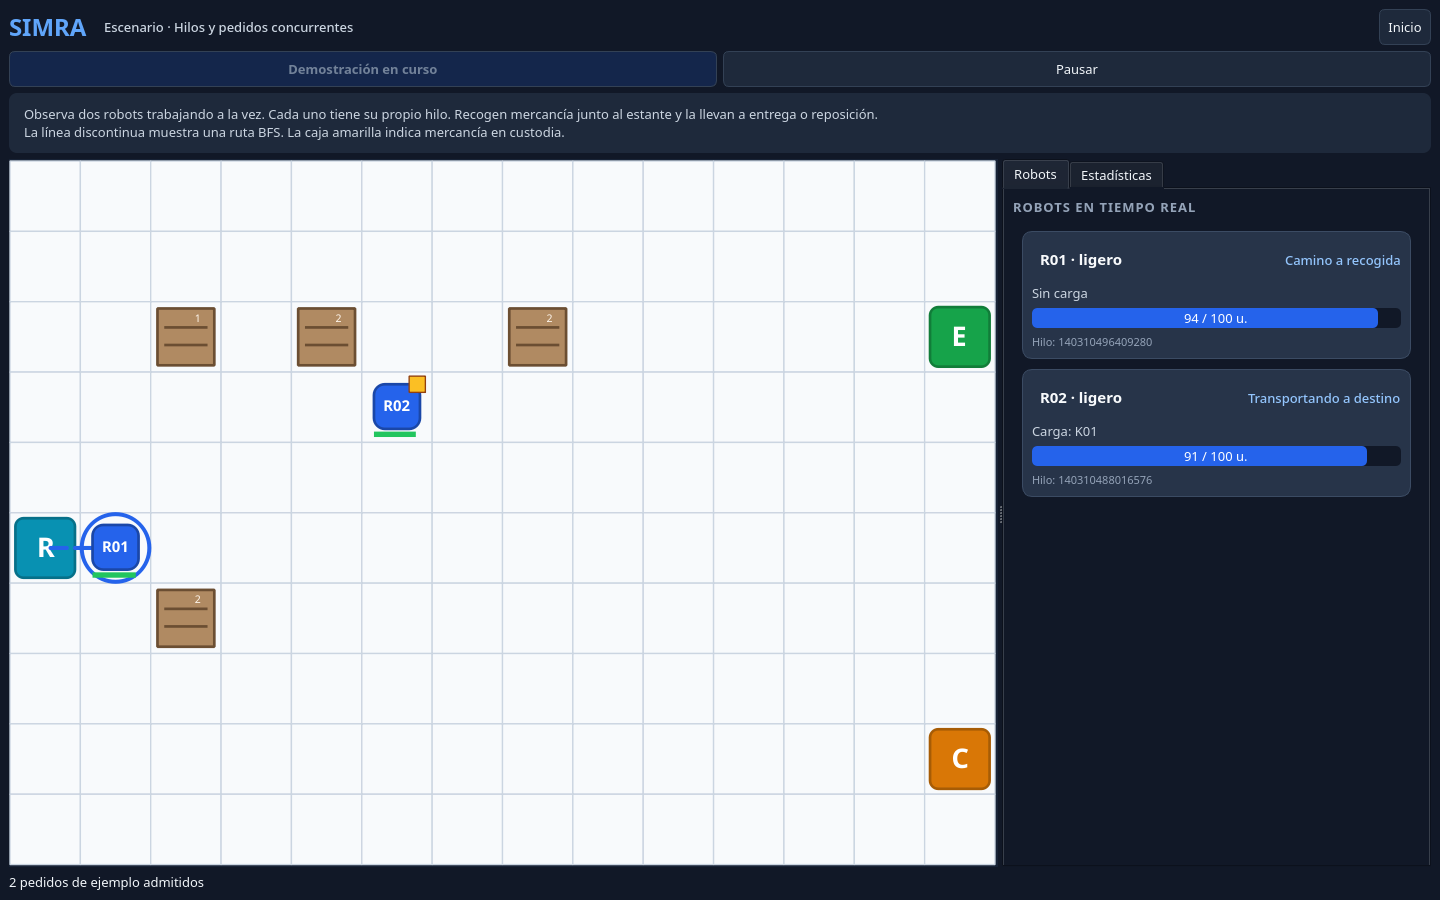 SIMRA
Escenario · Hilos y pedidos concurrentes
Inicio
Demostración en curso
Pausar
Observa dos robots trabajando a la vez. Cada uno tiene su propio hilo. Recogen mercancía junto al estante y la llevan a entrega o reposición.
La línea discontinua muestra una ruta BFS. La caja amarilla indica mercancía en custodia.
Robots
Estadísticas
ROBOTS EN TIEMPO REAL
R01 · ligero
Camino a recogida
Sin carga
94 / 100 u.
Hilo: 140310496409280
R02 · ligero
Transportando a destino
Carga: K01
91 / 100 u.
Hilo: 140310488016576
1
2
2
E
R02
R
R01
2
C
2 pedidos de ejemplo admitidos